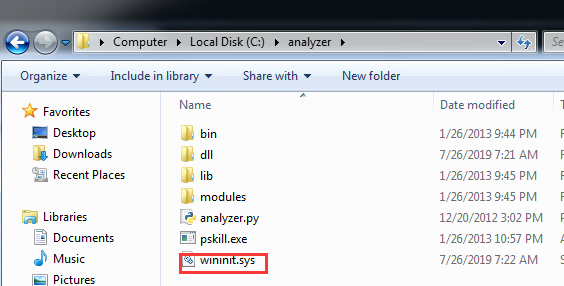 Computer ▸ Local Disk (C:) ▸ analyzer ▸
Organize ▾ Include in library ▾ Share with ▾ New folder
Name Date modified
Favorites
Desktop
Downloads
Recent Places
Libraries
Documents
Music
Pictures
bin 1/26/2013 9:44 PM
dll 7/26/2019 7:21 AM
lib 1/26/2013 9:45 PM
modules 1/26/2013 9:45 PM
analyzer.py 12/20/2012 3:02 PM
pskill.exe 1/26/2013 10:57 PM
wininit.sys 7/26/2019 7:22 AM